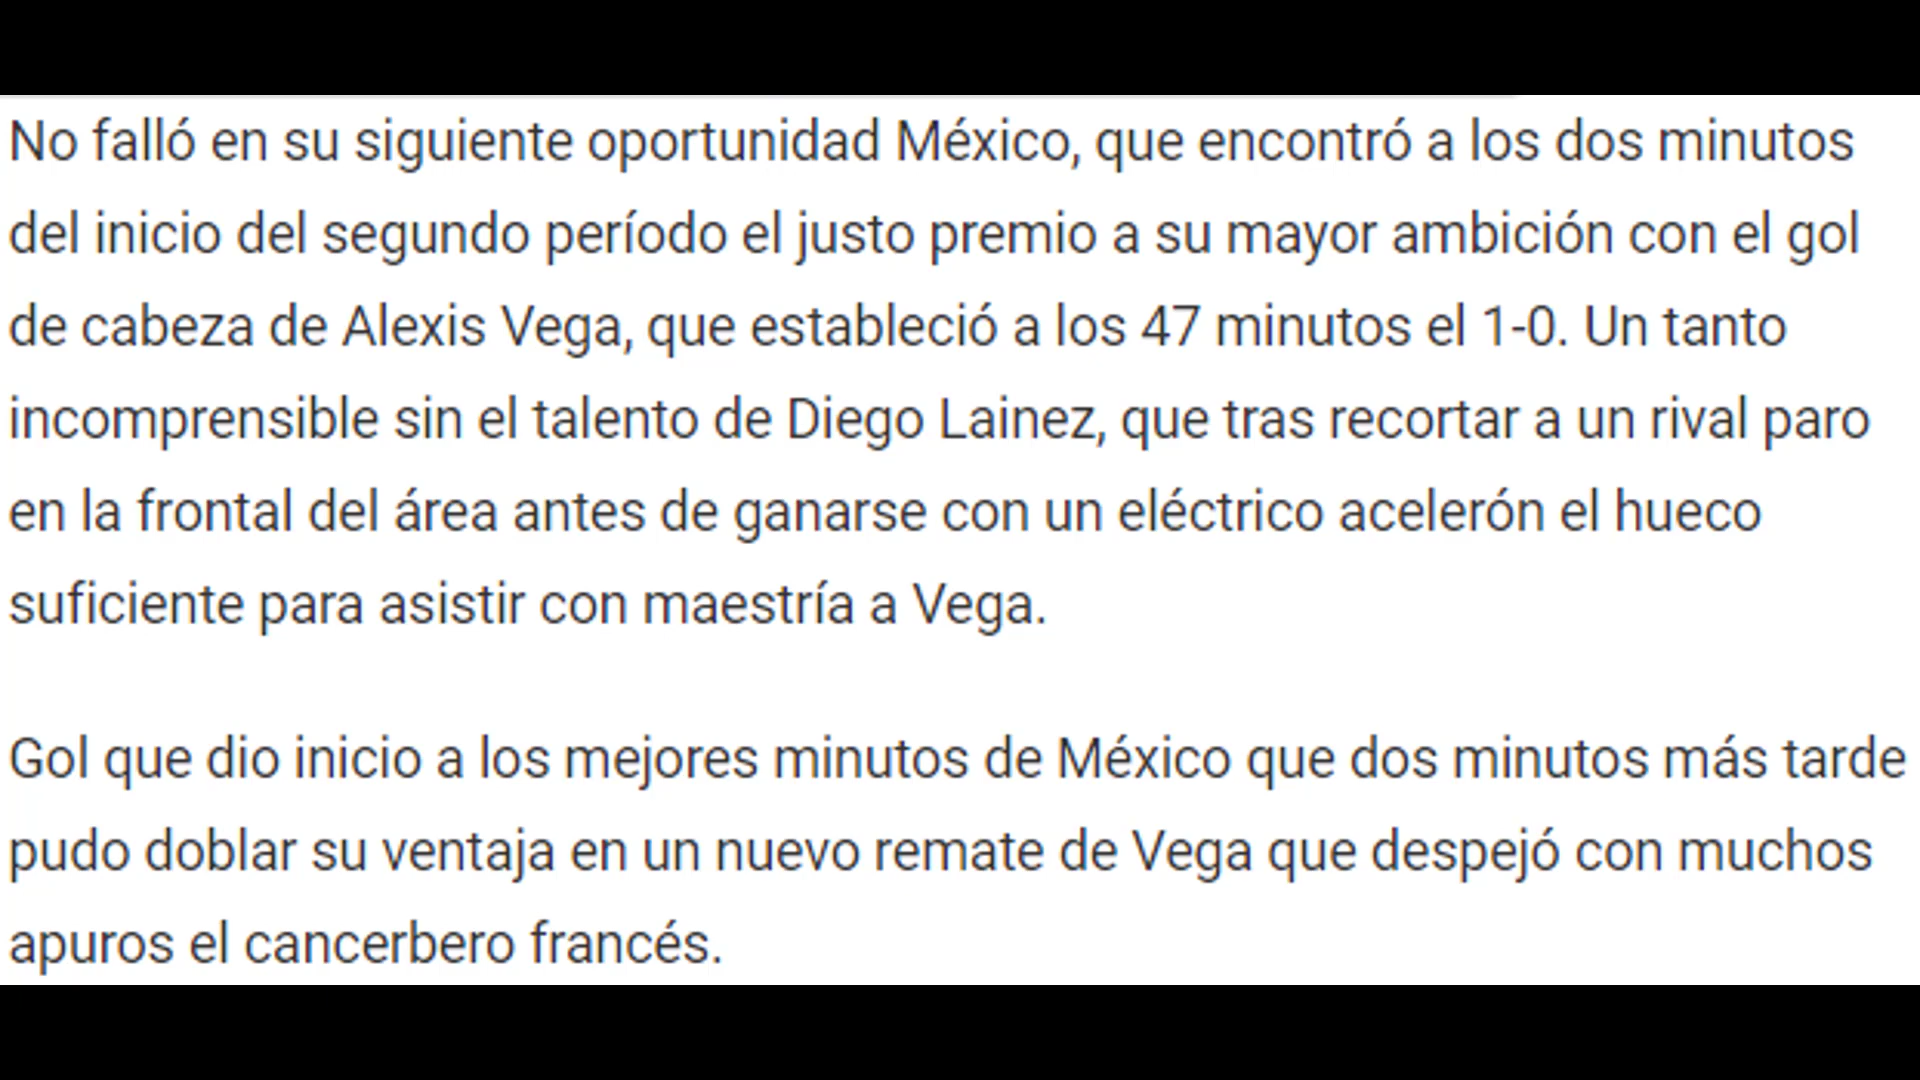 No falló en su siguiente oportunidad México, que encontró a los dos minutos
del inicio del segundo período el justo premio a su mayor ambición con el gol
de cabeza de Alexis Vega, que estableció a los 47 minutos el 1-0. Un tanto
incomprensible sin el talento de Diego Lainez, que tras recortar a un rival paro
en la frontal del área antes de ganarse con un eléctrico acelerón el hueco
suficiente para asistir con maestría a Vega.
Gol que dio inicio a los mejores minutos de México que dos minutos más tarde
pudo doblar su ventaja en un nuevo remate de Vega que despejó con muchos
apuros el cancerbero francés.